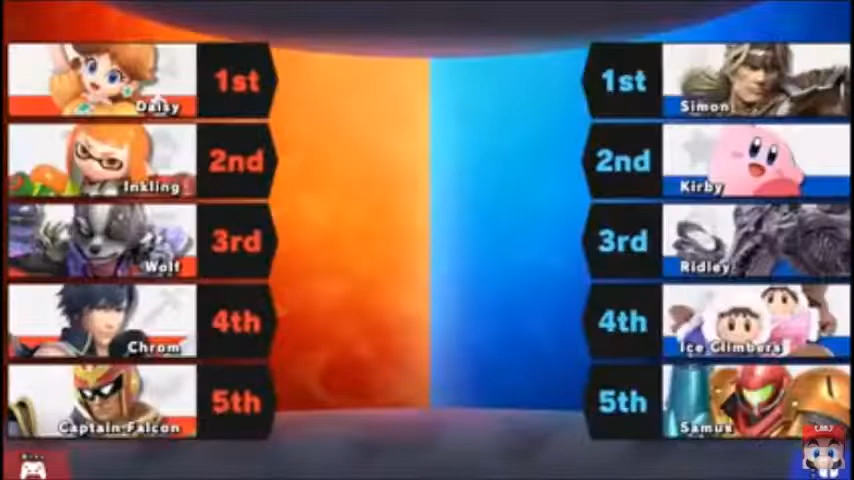 Daisy 1st 1st Simon
Inkling 2nd 2nd Kirby
Wolf 3rd 3rd Ridley
Chrom 4th 4th Ice Climbers
Captain Falcon 5th 5th Samus